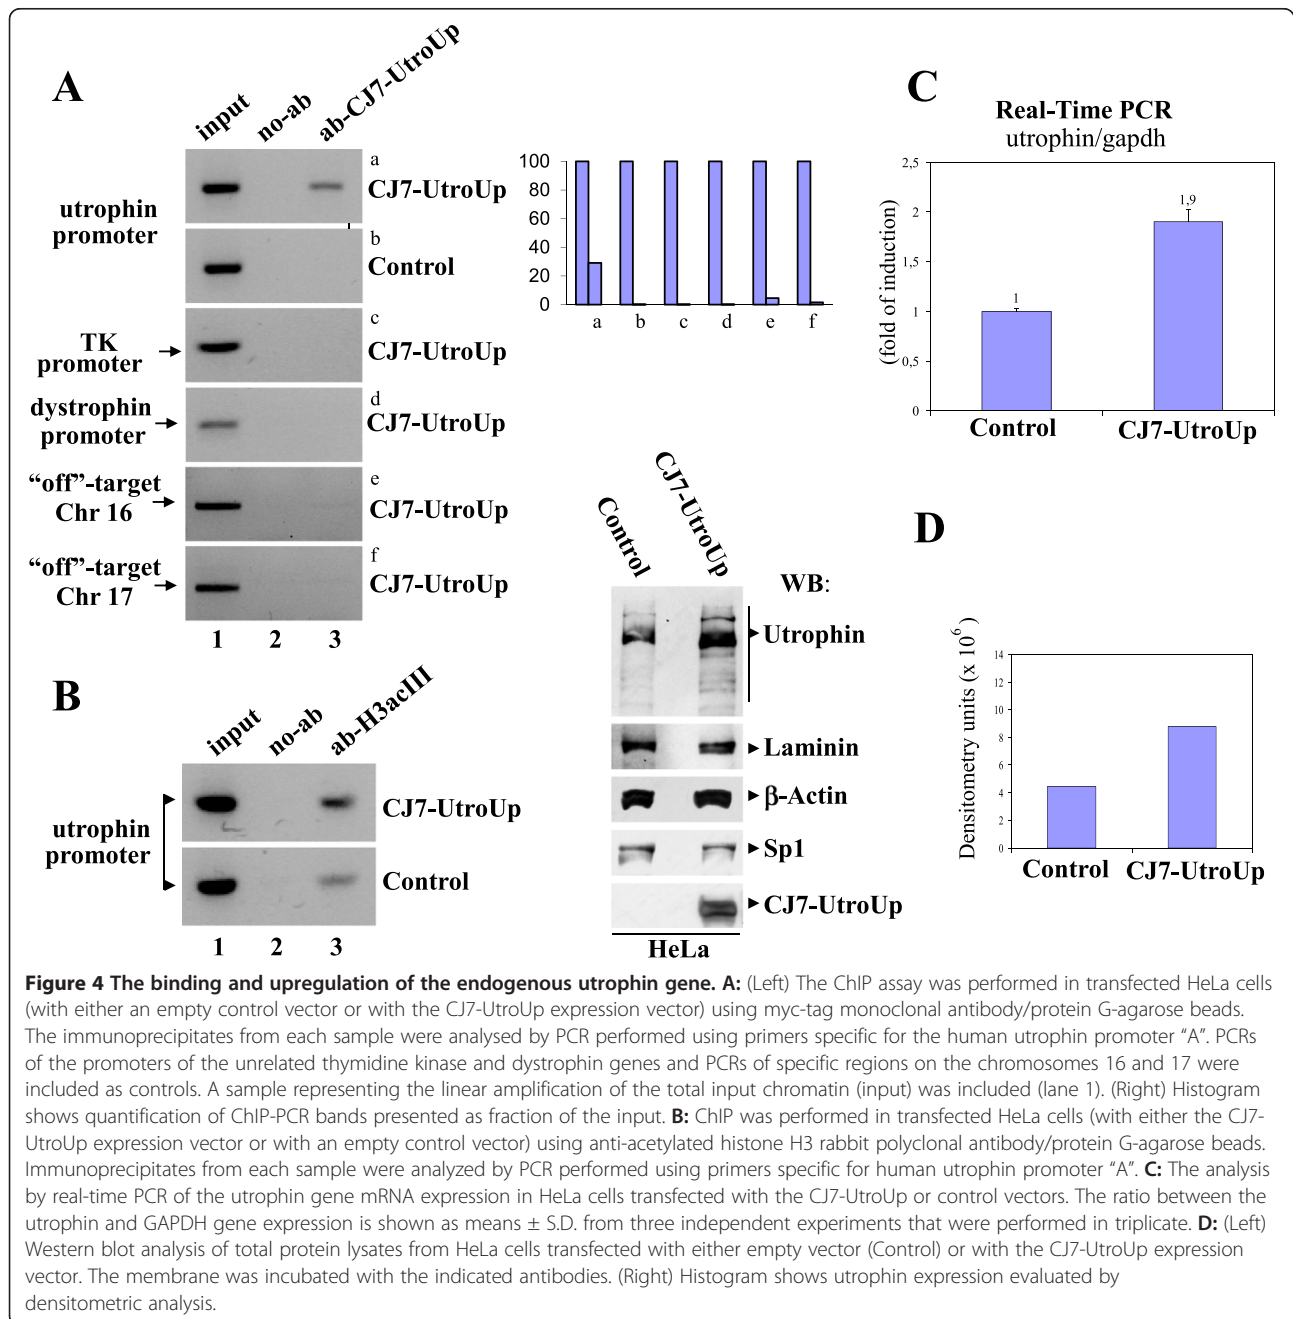 A
input
no-ab
ab-CJ7-UtroUp
utrophin
promoter
a
CJ7-UtroUp
b
Control
TK
promoter
c
CJ7-UtroUp
dystrophin
promoter
d
CJ7-UtroUp
"off"-target
Chr 16
e
CJ7-UtroUp
"off"-target
Chr 17
f
CJ7-UtroUp
1 2 3
100
80
60
40
20
0
a b c d e f
B
input
no-ab
ab-H3acIII
utrophin
promoter
CJ7-UtroUp
Control
1 2 3
C
Real-Time PCR
utrophin/gapdh
(fold of induction)
2,5
2
1,5
1
0,5
0
1
1,9
Control CJ7-UtroUp
D
Control
CJ7-UtroUp
WB:
Utrophin
Laminin
β-Actin
Sp1
CJ7-UtroUp
HeLa
Densitometry units (x 10⁶)
14
12
10
8
6
4
2
0
Control CJ7-UtroUp
Figure 4 The binding and upregulation of the endogenous utrophin gene. A: (Left) The ChIP assay was performed in transfected HeLa cells
(with either an empty control vector or with the CJ7-UtroUp expression vector) using myc-tag monoclonal antibody/protein G-agarose beads.
The immunoprecipitates from each sample were analysed by PCR performed using primers specific for the human utrophin promoter "A". PCRs
of the promoters of the unrelated thymidine kinase and dystrophin genes and PCRs of specific regions on the chromosomes 16 and 17 were
included as controls. A sample representing the linear amplification of the total input chromatin (input) was included (lane 1). (Right) Histogram
shows quantification of ChIP-PCR bands presented as fraction of the input. B: ChIP was performed in transfected HeLa cells (with either the CJ7-
UtroUp expression vector or with an empty control vector) using anti-acetylated histone H3 rabbit polyclonal antibody/protein G-agarose beads.
Immunoprecipitates from each sample were analyzed by PCR performed using primers specific for human utrophin promoter "A". C: The analysis
by real-time PCR of the utrophin gene mRNA expression in HeLa cells transfected with the CJ7-UtroUp or control vectors. The ratio between the
utrophin and GAPDH gene expression is shown as means ± S.D. from three independent experiments that were performed in triplicate. D: (Left)
Western blot analysis of total protein lysates from HeLa cells transfected with either empty vector (Control) or with the CJ7-UtroUp expression
vector. The membrane was incubated with the indicated antibodies. (Right) Histogram shows utrophin expression evaluated by
densitometric analysis.